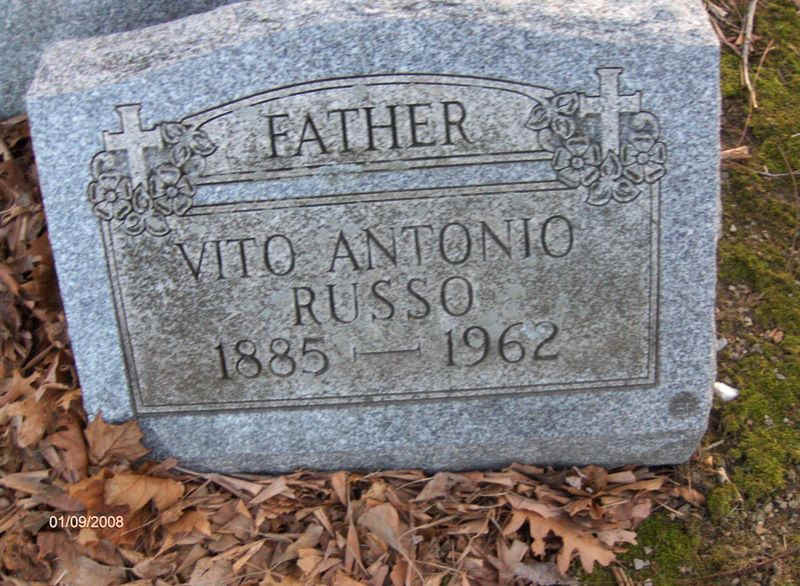 FATHER
VITO ANTONIO
RUSSO
1885 — 1962
01/09/2008